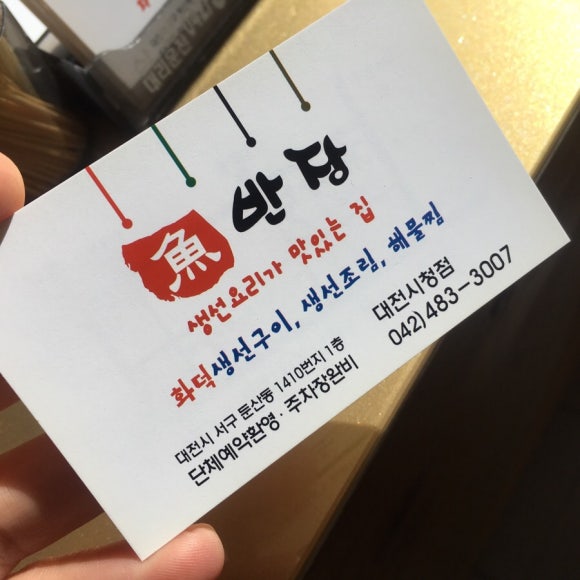 魚 반장
생선요리가 맛있는 집
화덕생선구이, 생선조림, 해물찜
대전시청점
042)483-3007
대전시 서구 둔산동 1410번지 1층
단체예약환영·주차장완비